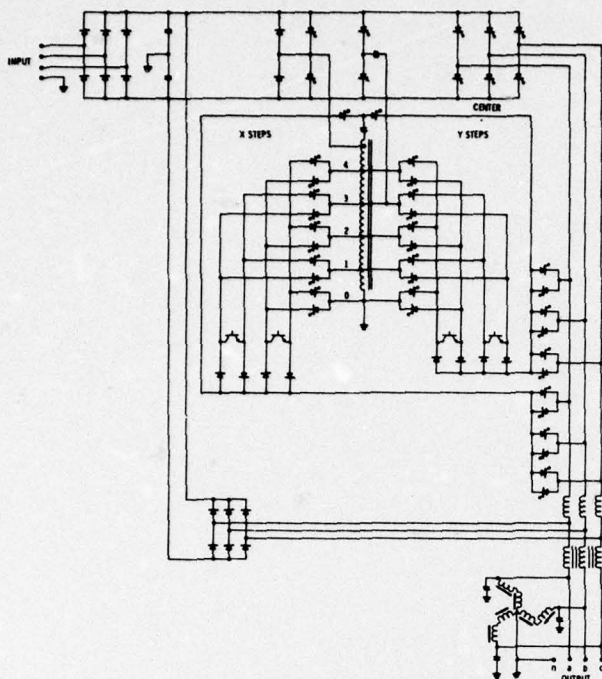 INPUT
CENTER
X STEPS
Y STEPS
4
3
2
1
0
n a b c
OUTPUT